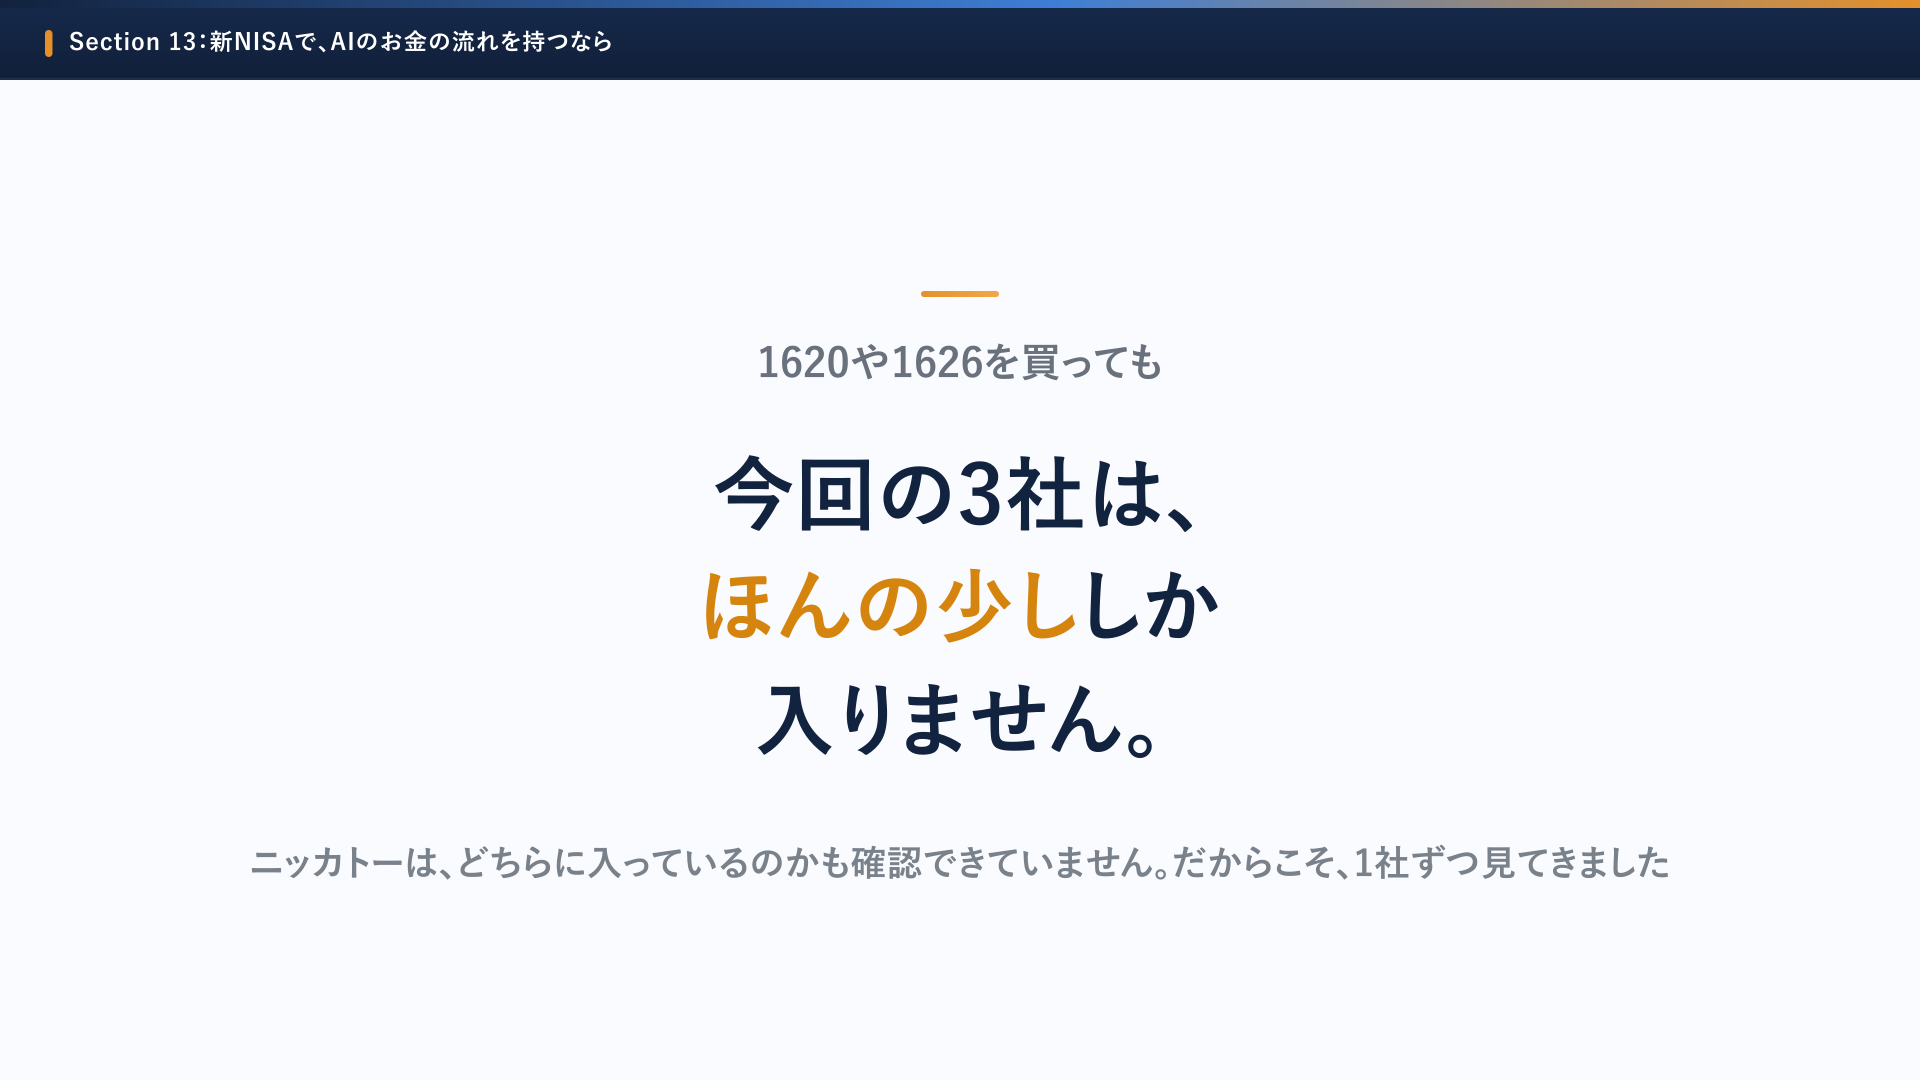 Section 13：新NISAで、AIのお金の流れを持つなら
1620や1626を買っても
今回の3社は、
ほんの少ししか
入りません。
ニッカトーは、どちらに入っているのかも確認できていません。だからこそ、1社ずつ見てきました